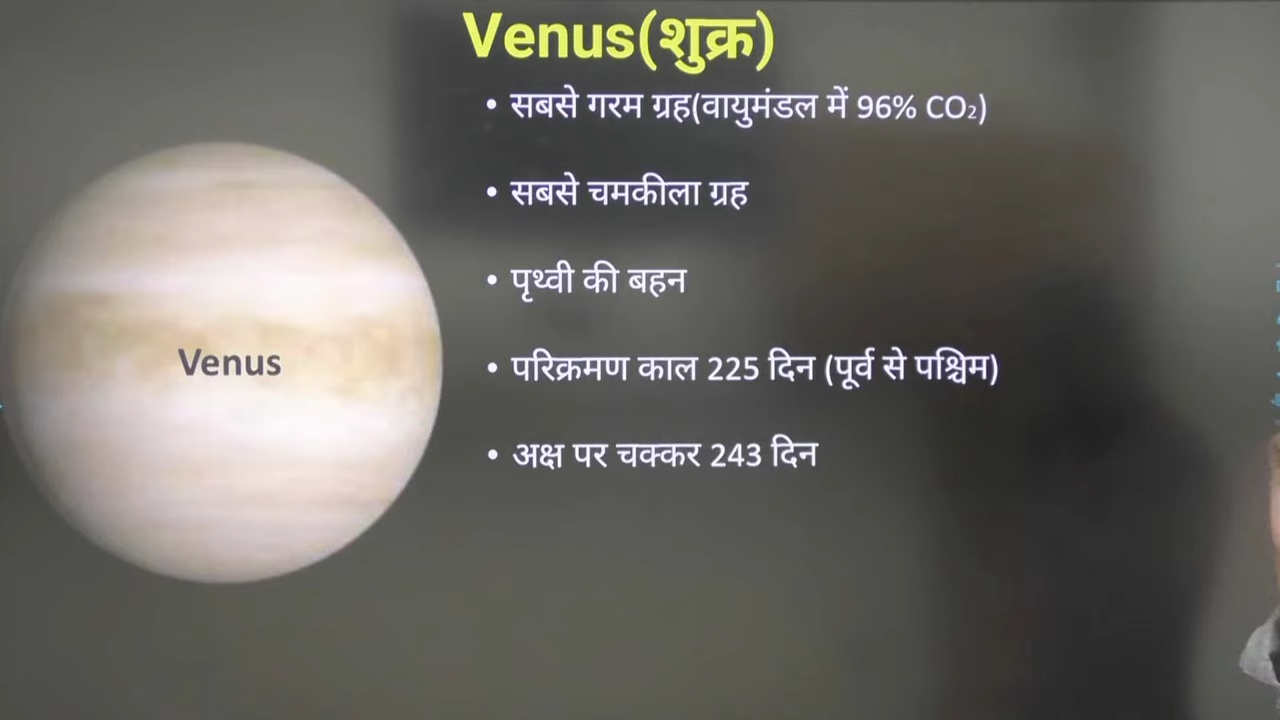 Venus(शुक्र)
• सबसे गरम ग्रह(वायुमंडल में 96% CO₂)
• सबसे चमकीला ग्रह
• पृथ्वी की बहन
Venus
• परिक्रमण काल 225 दिन (पूर्व से पश्चिम)
• अक्ष पर चक्कर 243 दिन